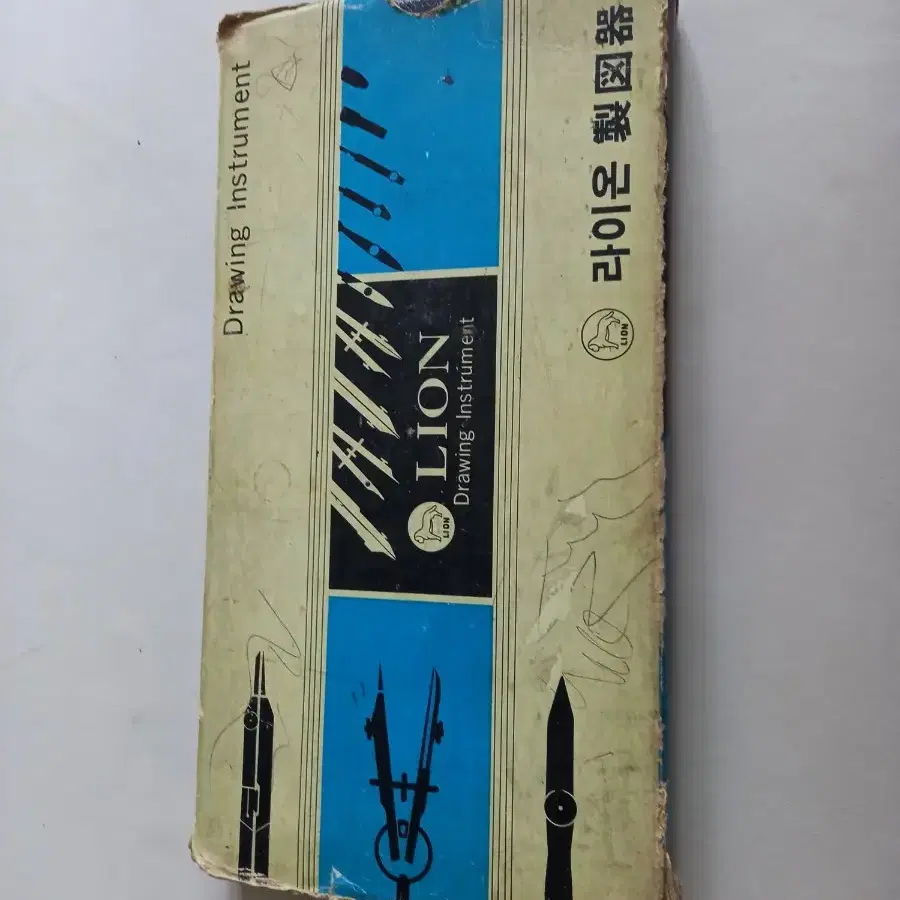 Drawing Instrument
LION
LION
Drawing Instrument
LION
라이온 製図器